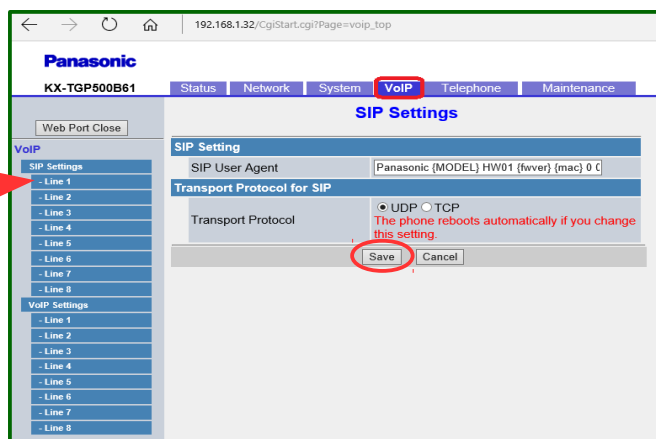 192.168.1.32/CgiStart.cgi?Page=voip_top
Panasonic
KX-TGP500B61
Status Network System VoIP Telephone Maintenance
Web Port Close
SIP Settings
VoIP
SIP Settings
- Line 1
- Line 2
- Line 3
- Line 4
- Line 5
- Line 6
- Line 7
- Line 8
VoIP Settings
- Line 1
- Line 2
- Line 3
- Line 4
- Line 5
- Line 6
- Line 7
- Line 8
SIP Setting
SIP User Agent Panasonic {MODEL} HW01 {fwver} {mac} 0
Transport Protocol for SIP
Transport Protocol UDP TCP
The phone reboots automatically if you change
this setting.
Save Cancel